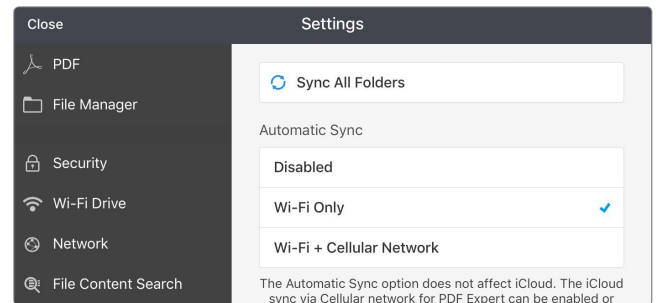 Close
Settings
PDF
File Manager
Security
Wi-Fi Drive
Network
File Content Search
Sync All Folders
Automatic Sync
Disabled
Wi-Fi Only
Wi-Fi + Cellular Network
The Automatic Sync option does not affect iCloud. The iCloud
sync via Cellular network for PDF Expert can be enabled or